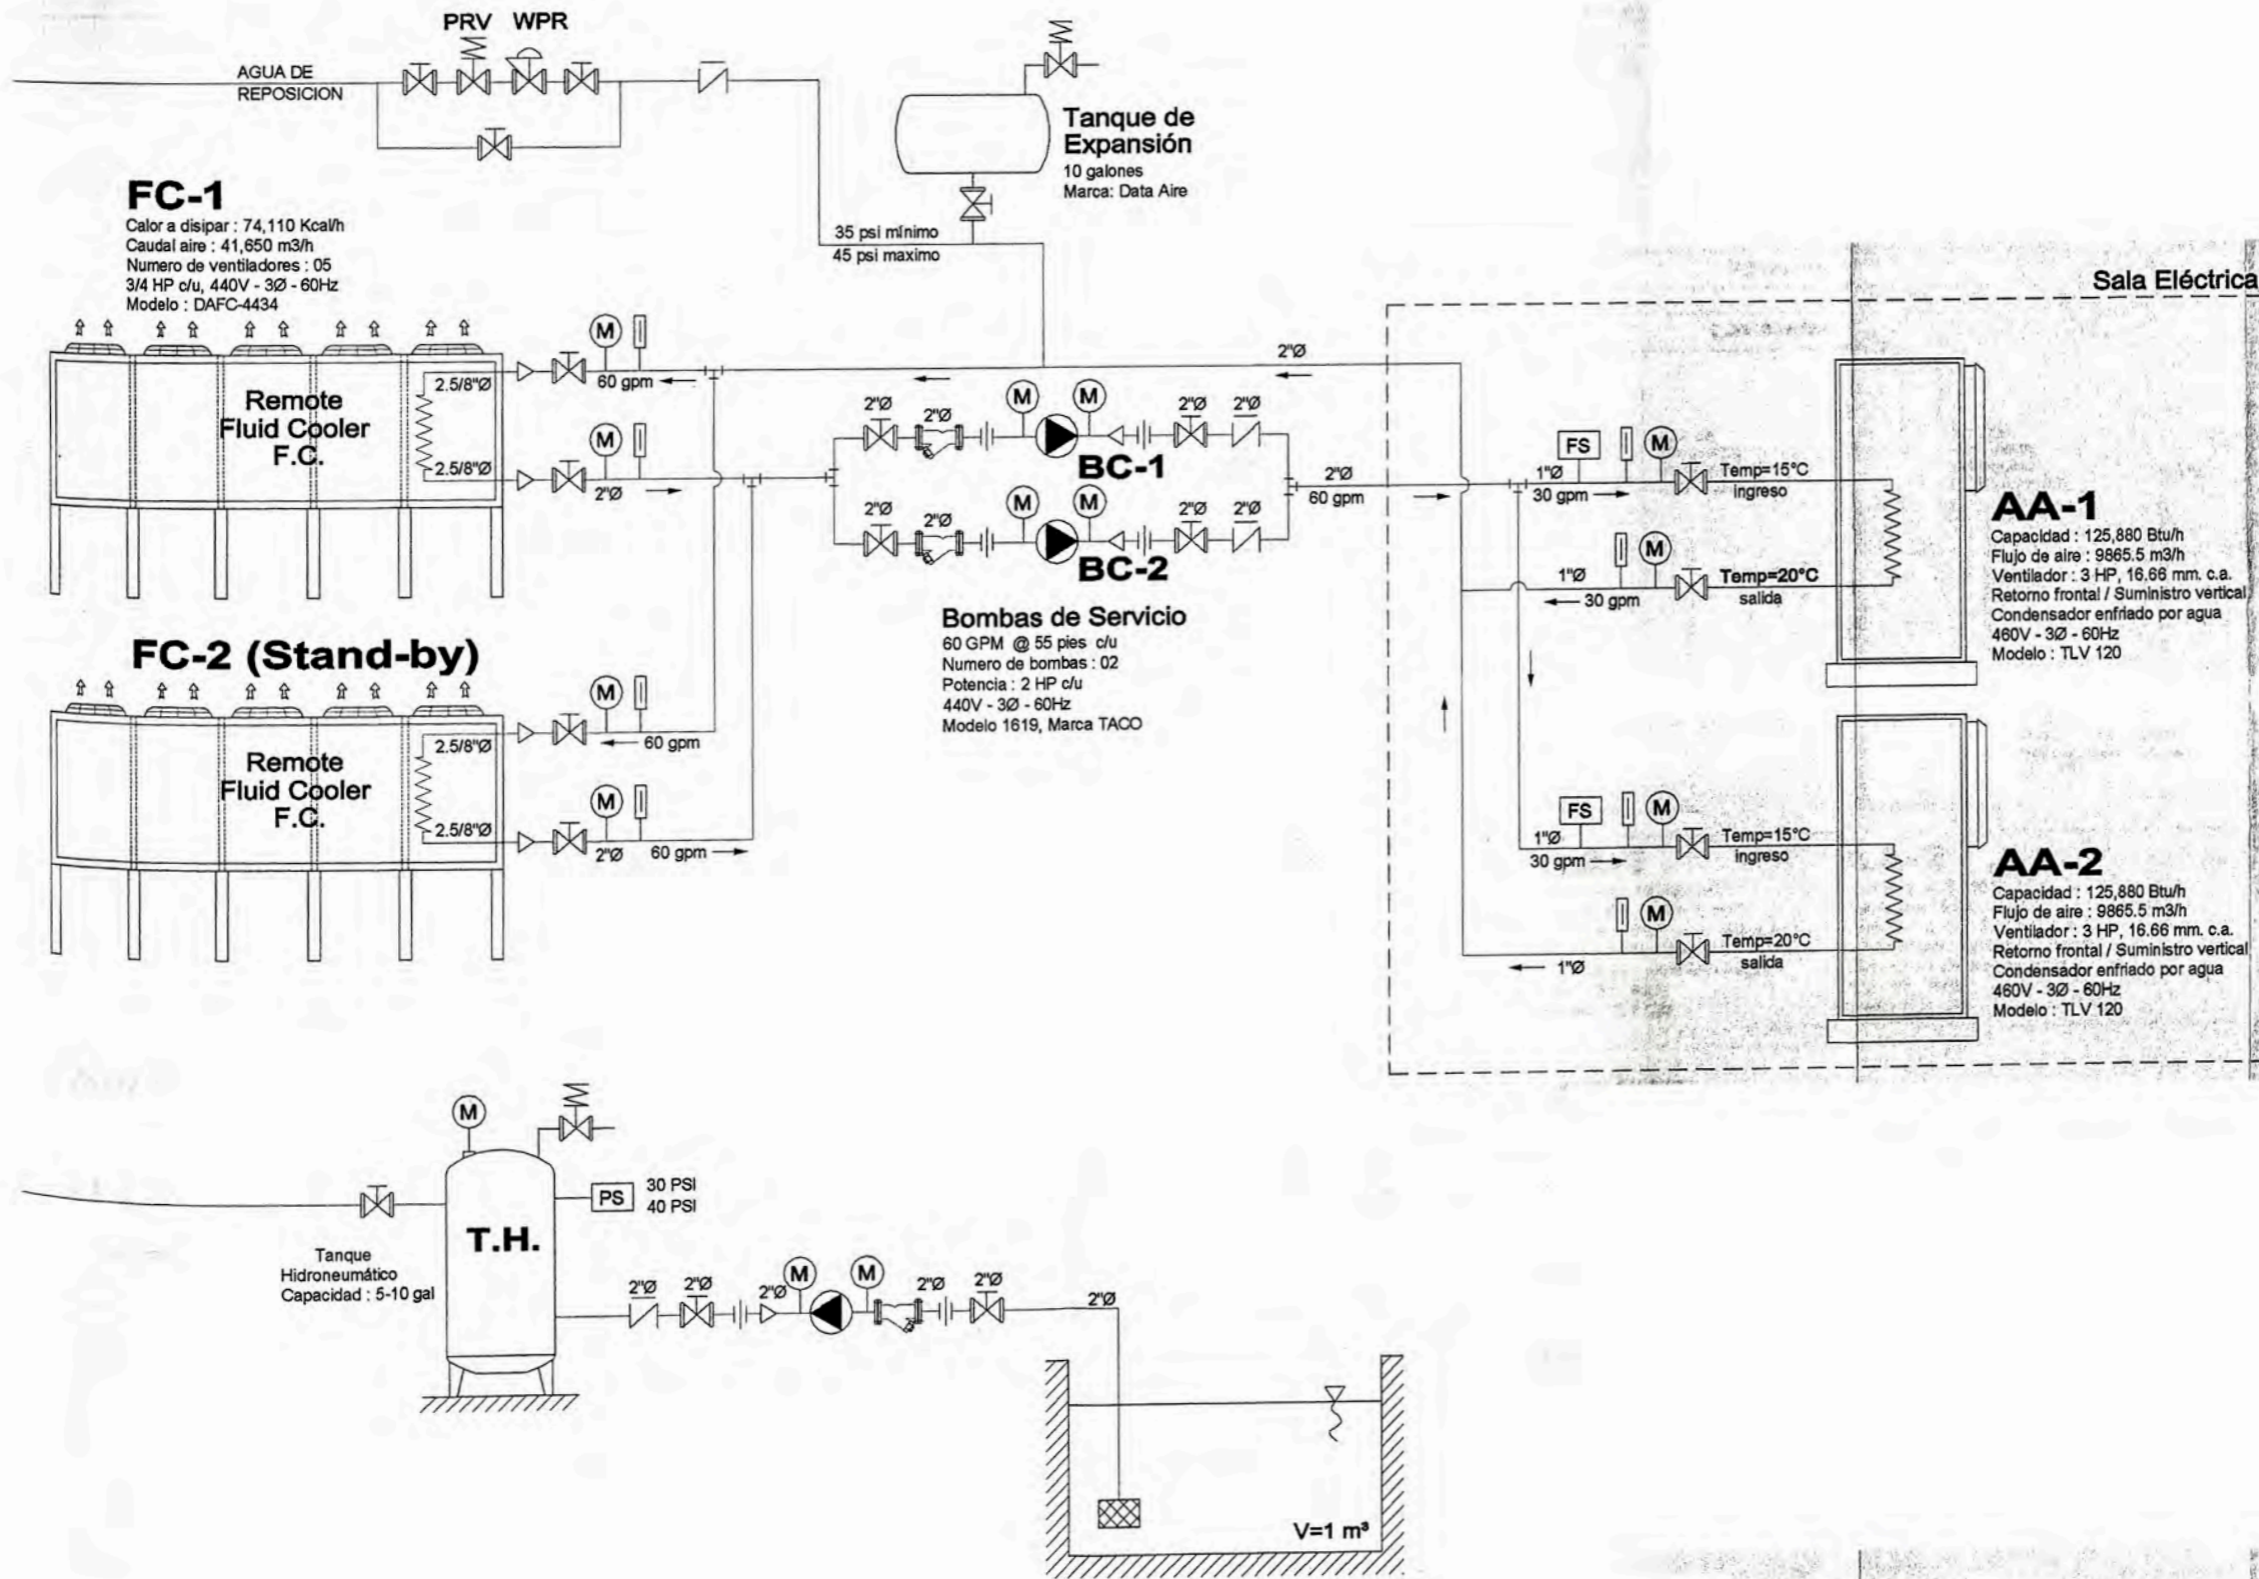 PRV WPR
AGUA DE
REPOSICION
Tanque de
Expansión
10 galones
Marca: Data Aire
35 psi mínimo
45 psi maximo
FC-1
Calor a disipar : 74,110 Kcal/h
Caudal aire : 41,650 m3/h
Numero de ventiladores : 05
3/4 HP c/u, 440V - 3Ø - 60Hz
Modelo : DAFC-4434
Remote
Fluid Cooler
F.C.
2.5/8"Ø
2.5/8"Ø
M
60 gpm
M
2"Ø
2"Ø
2"Ø
2"Ø
M
M
2"Ø
2"Ø
BC-1
2"Ø
2"Ø
M
M
2"Ø
2"Ø
BC-2
2"Ø
60 gpm
Bombas de Servicio
60 GPM @ 55 pies c/u
Numero de bombas : 02
Potencia : 2 HP c/u
440V - 3Ø - 60Hz
Modelo 1619, Marca TACO
FC-2 (Stand-by)
Remote
Fluid Cooler
F.C.
2.5/8"Ø
2.5/8"Ø
M
60 gpm
M
2"Ø
60 gpm
Sala Eléctrica
FS
M
1"Ø
30 gpm
Temp=15°C
ingreso
M
1"Ø
30 gpm
Temp=20°C
salida
AA-1
Capacidad : 125,880 Btu/h
Flujo de aire : 9865.5 m3/h
Ventilador : 3 HP, 16.66 mm. c.a.
Retorno frontal / Suministro vertical
Condensador enfriado por agua
460V - 3Ø - 60Hz
Modelo : TLV 120
FS
M
1"Ø
30 gpm
Temp=15°C
ingreso
M
1"Ø
Temp=20°C
salida
AA-2
Capacidad : 125,880 Btu/h
Flujo de aire : 9865.5 m3/h
Ventilador : 3 HP, 16.66 mm. c.a.
Retorno frontal / Suministro vertical
Condensador enfriado por agua
460V - 3Ø - 60Hz
Modelo : TLV 120
M
PS
30 PSI
40 PSI
T.H.
Tanque
Hidroneumático
Capacidad : 5-10 gal
2"Ø
2"Ø
2"Ø
M
M
2"Ø
2"Ø
2"Ø
V=1 m³